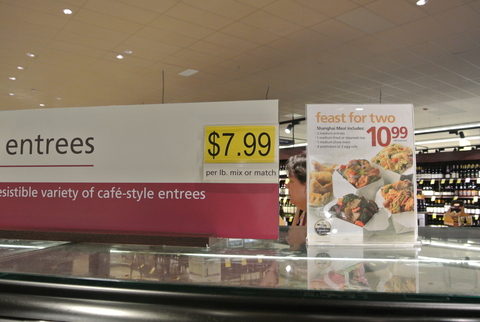 entrees
$7.99
per lb. mix or match
esistible variety of café-style entrees
feast for two
Shanghai Meal includes:
10.99